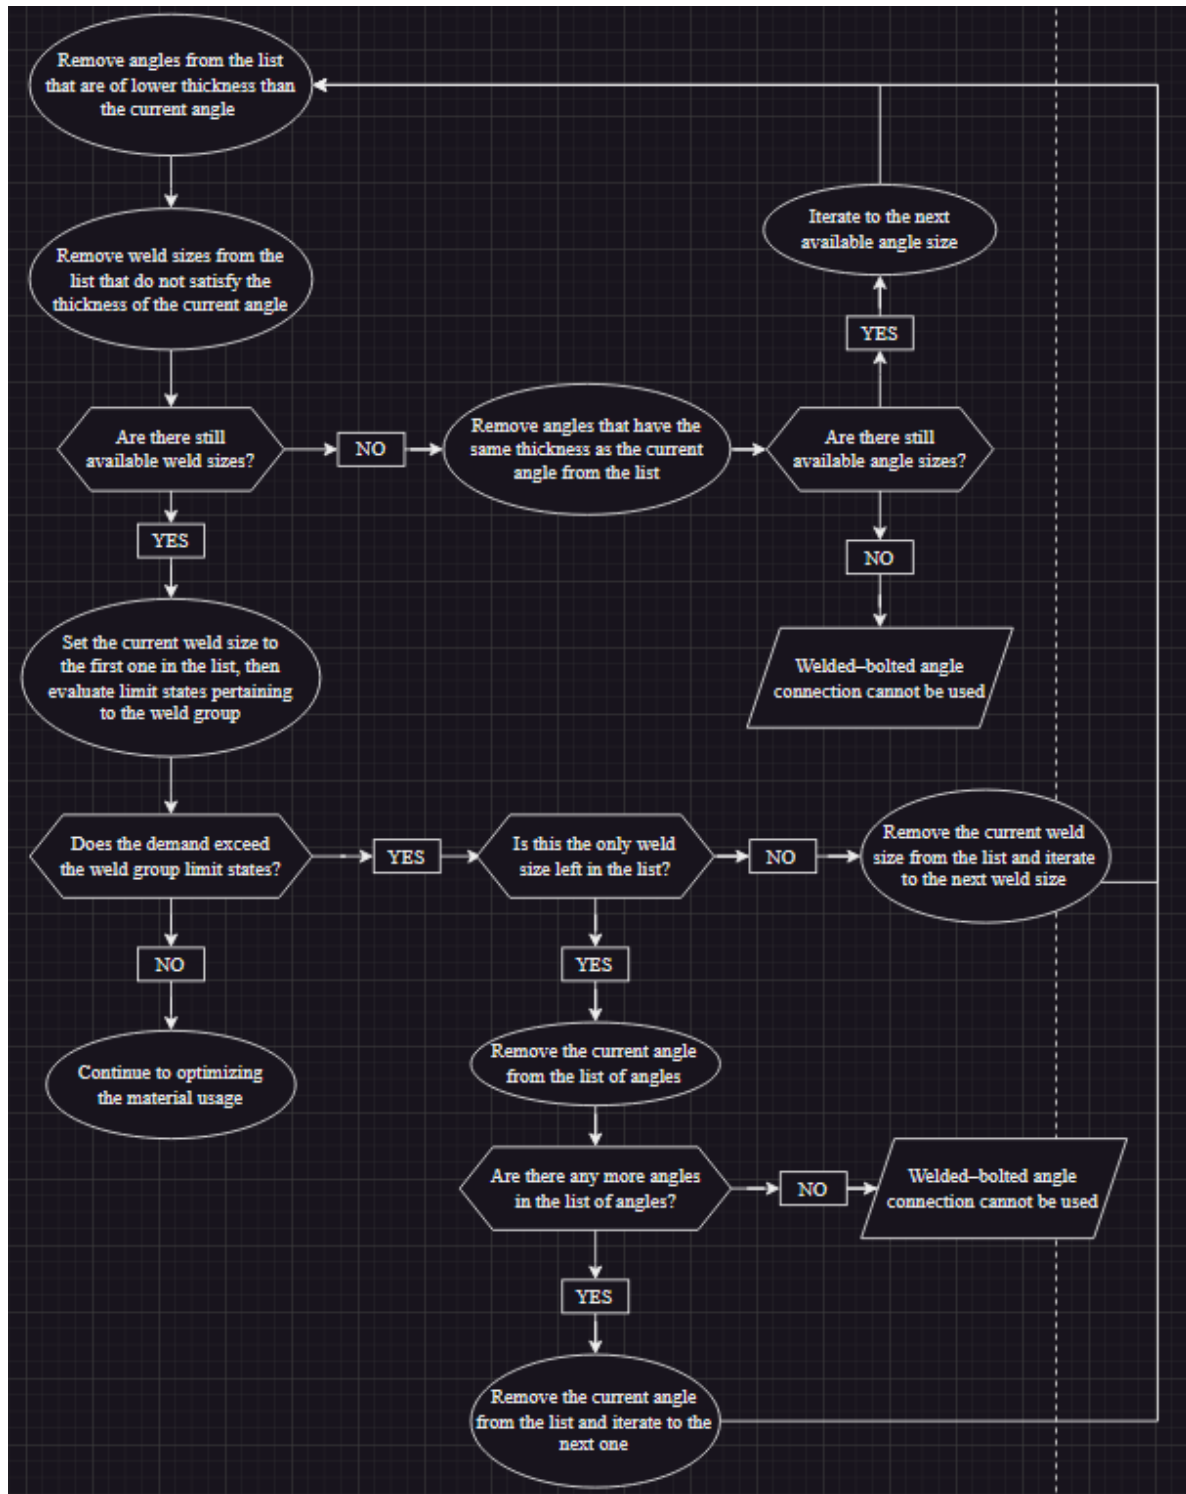 Remove angles from the list
that are of lower thickness than
the current angle
Remove weld sizes from the
list that do not satisfy the
thickness of the current angle
Iterate to the next
available angle size
YES
Are there still
available weld sizes?
NO
Remove angles that have the
same thickness as the current
angle from the list
Are there still
available angle sizes?
YES
NO
Set the current weld size to
the first one in the list, then
evaluate limit states pertaining
to the weld group
Welded–bolted angle
connection cannot be used
Does the demand exceed
the weld group limit states?
YES
Is this the only weld
size left in the list?
NO
Remove the current weld
size from the list and iterate
to the next weld size
NO
YES
Continue to optimizing
the material usage
Remove the current angle
from the list of angles
Are there any more angles
in the list of angles?
NO
Welded–bolted angle
connection cannot be used
YES
Remove the current angle
from the list and iterate to the
next one